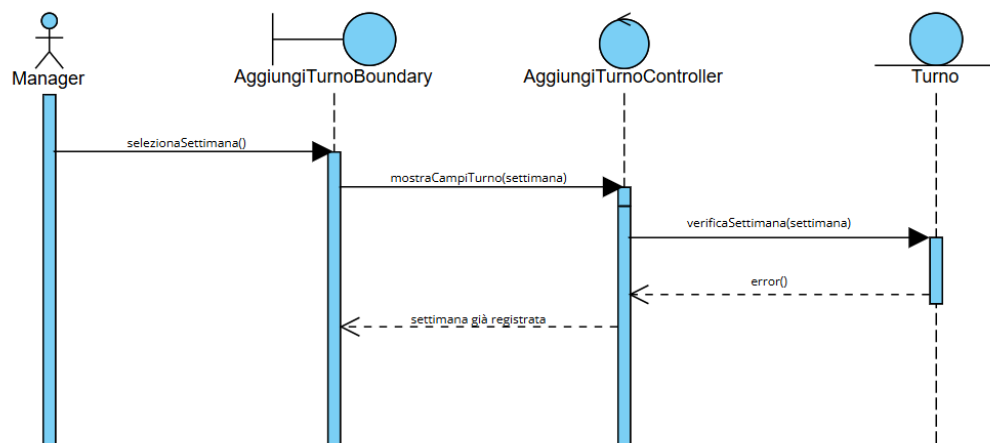 Manager
AggiungiTurnoBoundary
AggiungiTurnoController
Turno
selezionaSettimana()
mostraCampiTurno(settimana)
verificaSettimana(settimana)
error()
settimana già registrata